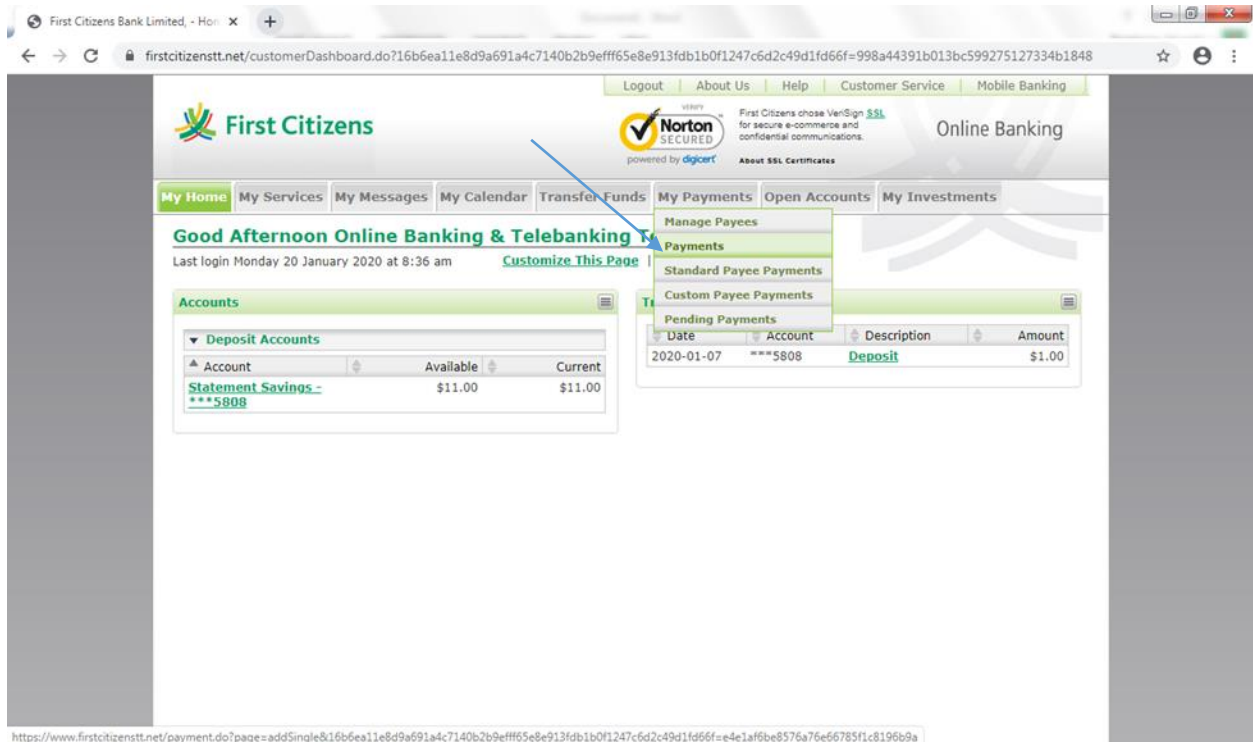 First Citizens Bank Limited, - Hon
firstcitizenstt.net/customerDashboard.do?16b6ea11e8d9a691a4c7140b2b9efff65e8e913fdb1b0f1247c6d2c49d1fd66f=998a44391b013bc599275127334b1848
Logout | About Us | Help | Customer Service | Mobile Banking
First Citizens
VERIFY
Norton
SECURED
powered by digicert
First Citizens chose VeriSign SSL
for secure e-commerce and
confidential communications.
About SSL Certificates
Online Banking
My Home My Services My Messages My Calendar Transfer Funds My Payments Open Accounts My Investments
Manage Payees
Payments
Standard Payee Payments
Custom Payee Payments
Pending Payments
Good Afternoon Online Banking & Telebanking
Last login Monday 20 January 2020 at 8:36 am Customize This Page |
Accounts
Deposit Accounts
Account Available Current
Statement Savings - $11.00 $11.00
***5808
Date Account Description Amount
2020-01-07 ***5808 Deposit $1.00
https://www.firstcitizenstt.net/payment.do?page=addSingle&16b6ea11e8d9a691a4c7140b2b9efff65e8e913fdb1b0f1247c6d2c49d1fd66f=e4e1af6be8576a76e66785f1c8196b9a